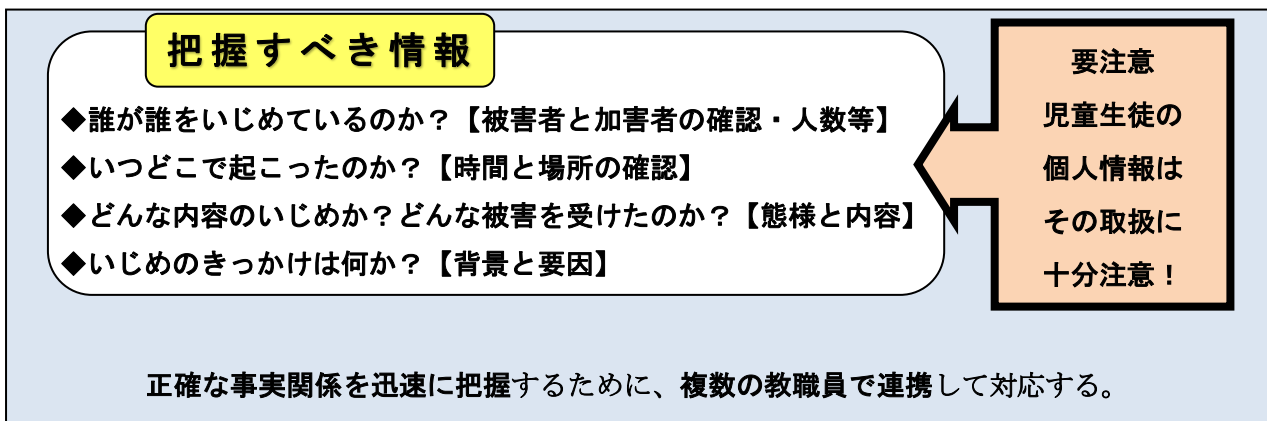 把握すべき情報
◆誰が誰をいじめているのか？【被害者と加害者の確認・人数等】
◆いつどこで起こったのか？【時間と場所の確認】
◆どんな内容のいじめか？どんな被害を受けたのか？【態様と内容】
◆いじめのきっかけは何か？【背景と要因】
要注意
児童生徒の
個人情報は
その取扱に
十分注意！
正確な事実関係を迅速に把握するために、複数の教職員で連携して対応する。